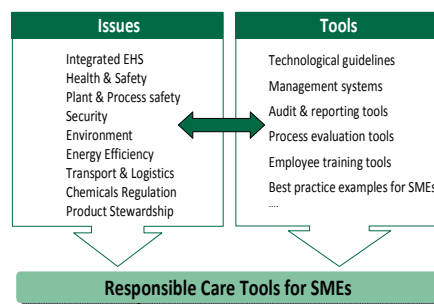 Issues
Integrated EHS
Health & Safety
Plant & Process safety
Security
Environment
Energy Efficiency
Transport & Logistics
Chemicals Regulation
Product Stewardship
Tools
Technological guidelines
Management systems
Audit & reporting tools
Process evaluation tools
Employee training tools
Best practice examples for SMEs
....
Responsible Care Tools for SMEs